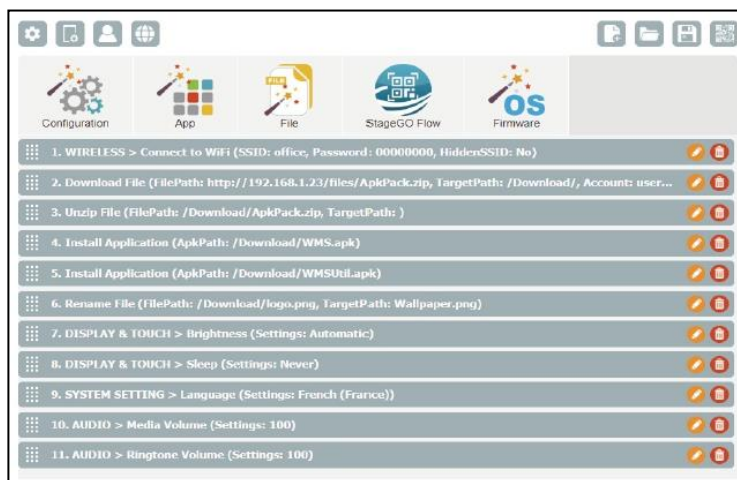 FILE
OS
Configuration
App
File
StageGO Flow
Firmware
1. WIRELESS > Connect to WiFi (SSID: office, Password: 00000000, HiddenSSID: No)
2. Download File (FilePath: http://192.168.1.23/files/ApkPack.zip, TargetPath: /Download/, Account: user...
3. Unzip File (FilePath: /Download/ApkPack.zip, TargetPath: )
4. Install Application (ApkPath: /Download/WMS.apk)
5. Install Application (ApkPath: /Download/WMSUtil.apk)
6. Rename File (FilePath: /Download/logo.png, TargetPath: Wallpaper.png)
7. DISPLAY & TOUCH > Brightness (Settings: Automatic)
8. DISPLAY & TOUCH > Sleep (Settings: Never)
9. SYSTEM SETTING > Language (Settings: French (France))
10. AUDIO > Media Volume (Settings: 100)
11. AUDIO > Ringtone Volume (Settings: 100)